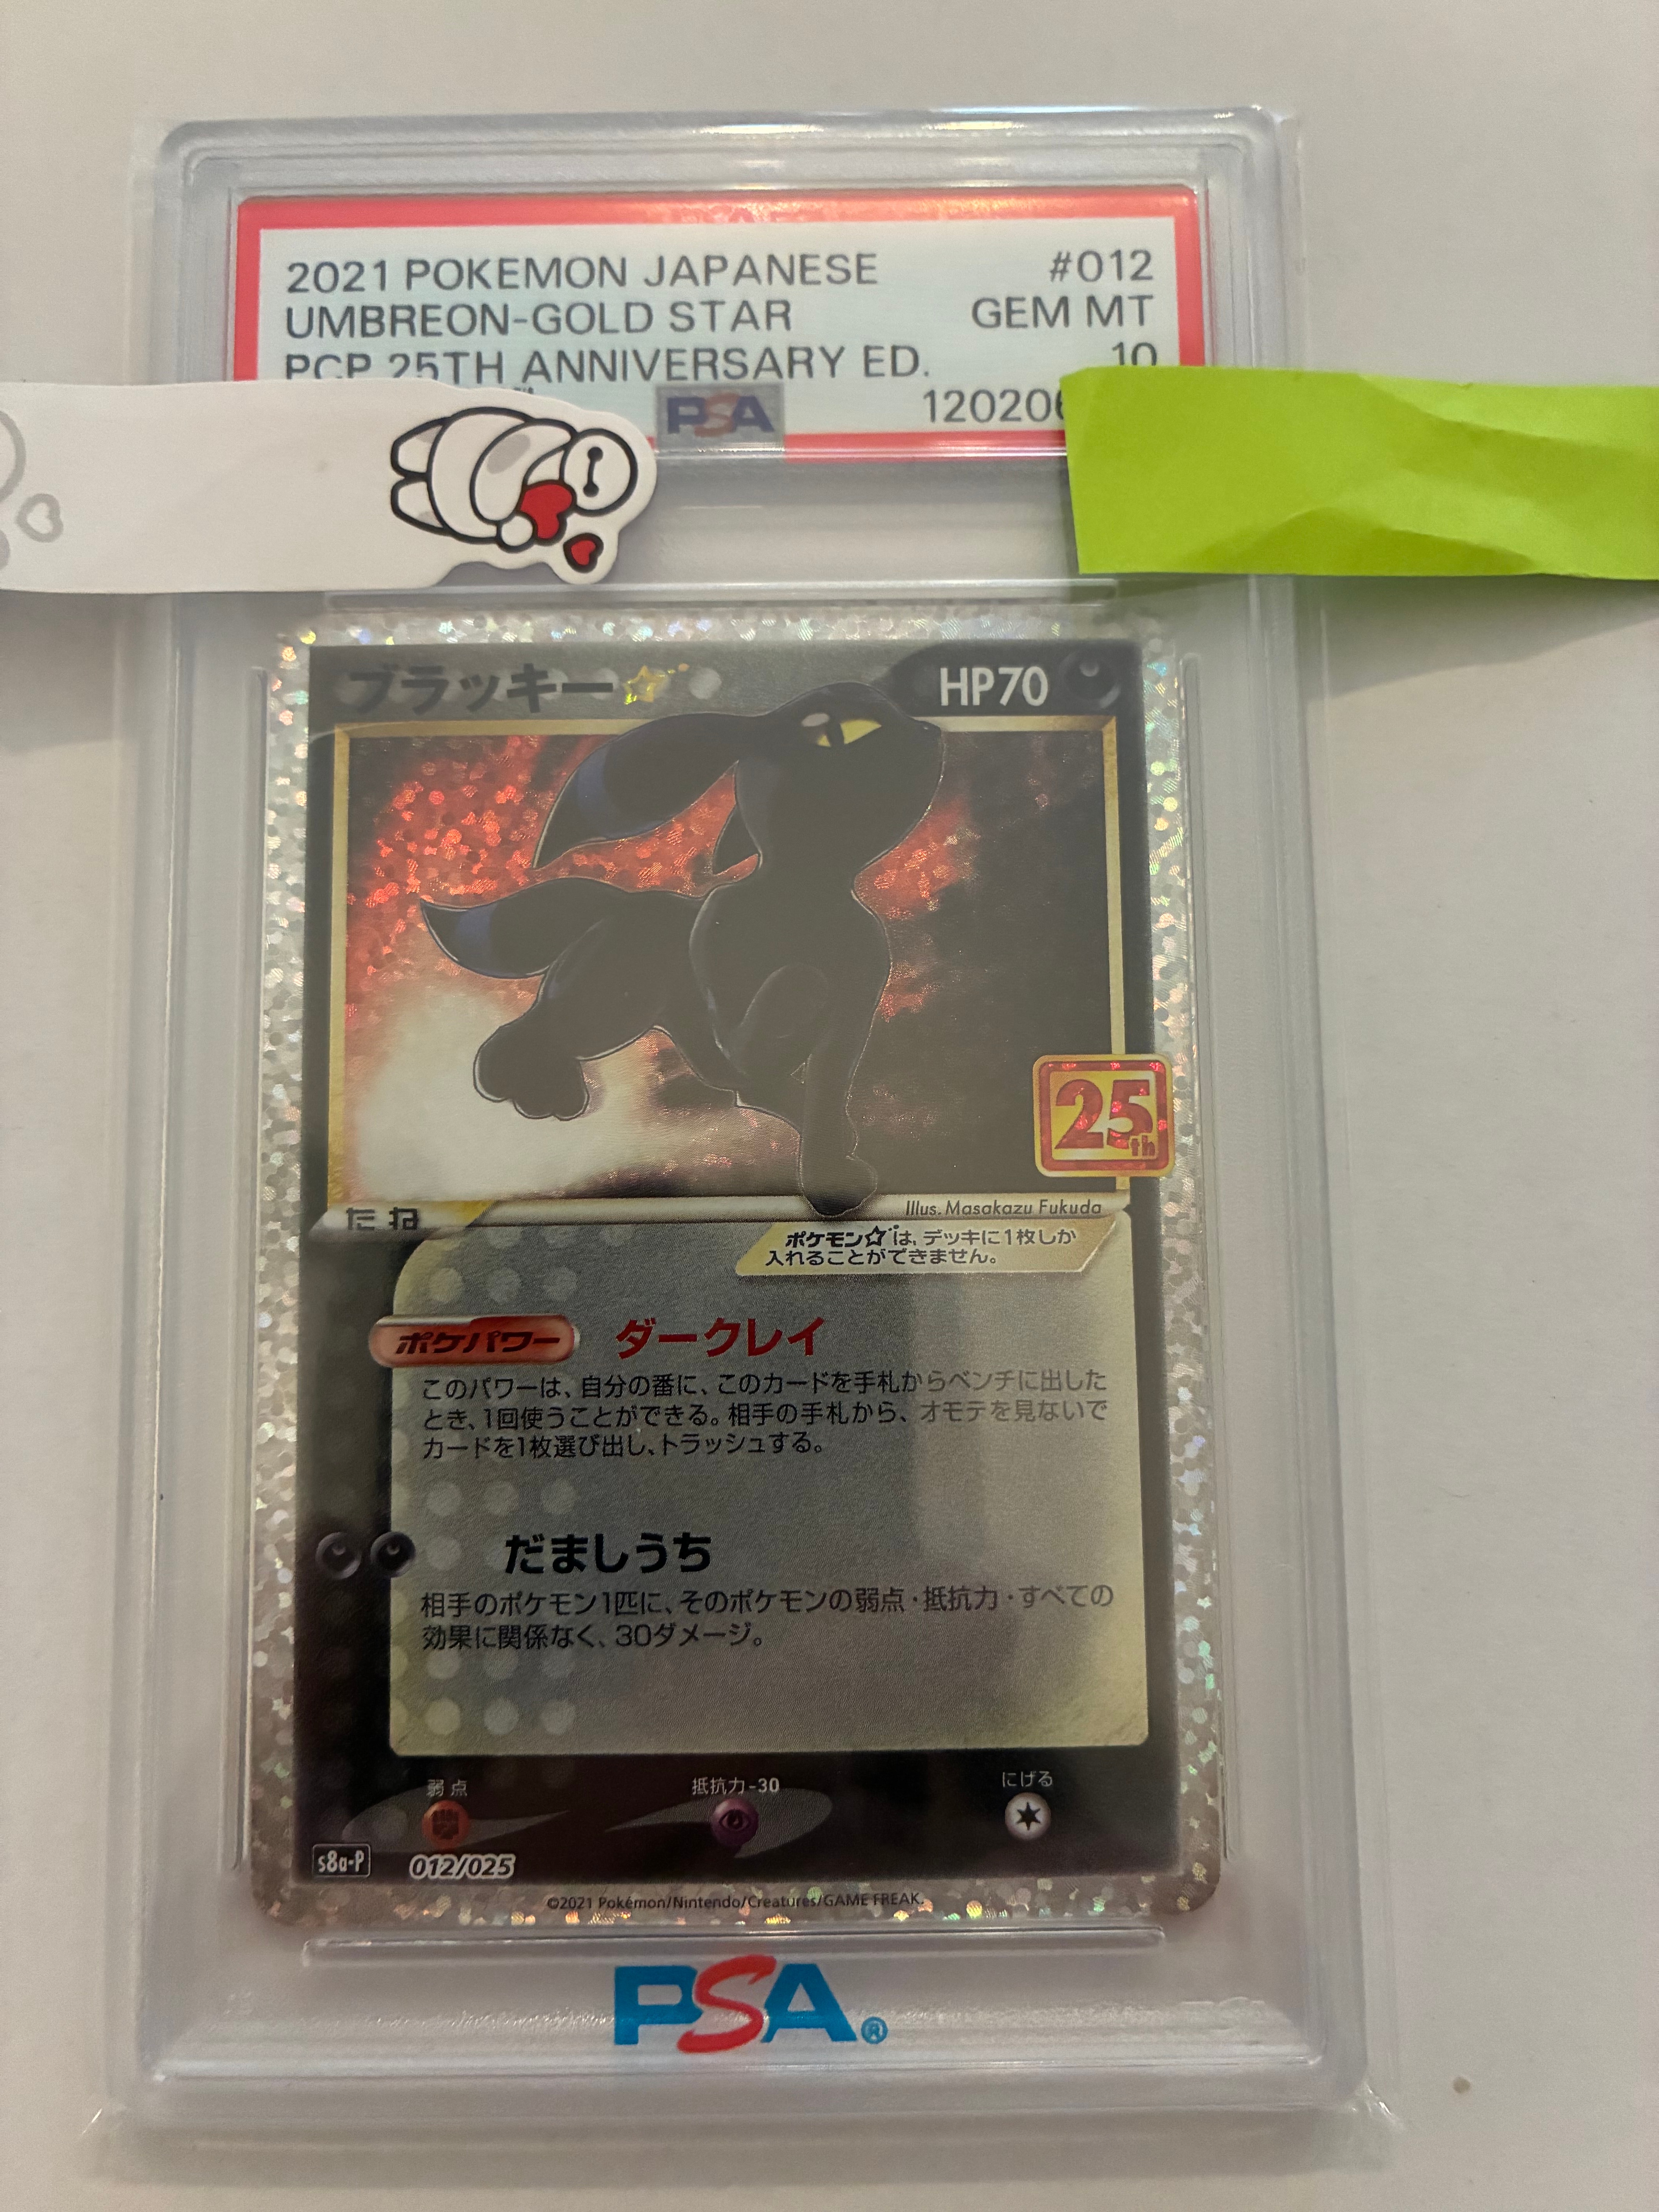 2021 POKEMON JAPANESE #012
UMBREON-GOLD STAR GEM MT
PCP 25TH ANNIVERSARY ED. 10
PSA
120206
ブラッキー☆ HP70
25th
Illus. Masakazu Fukuda
たね
ポケモン☆は、デッキに1枚しか
入れることができません。
ポケパワー ダークレイ
このパワーは、自分の番に、このカードを手札からベンチに出した
とき、1回使うことができる。相手の手札から、オモテを見ないで
カードを1枚選び出し、トラッシュする。
だましうち
相手のポケモン1匹に、そのポケモンの弱点・抵抗力・すべての
効果に関係なく、30ダメージ。
弱点 抵抗力-30 にげる
s8a-P 012/025
©2021 Pokémon/Nintendo/Creatures/GAME FREAK.
PSA®